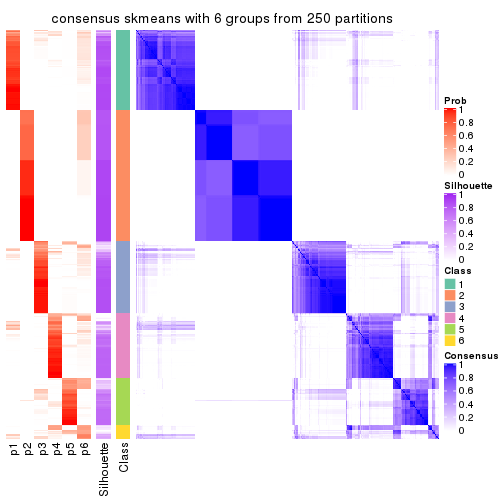 consensus skmeans with 6 groups from 250 partitions
Prob
1
0.8
0.6
0.4
0.2
0
Silhouette
1
0.8
0.6
0.4
0.2
0
Class
1
2
3
4
5
6
Consensus
1
0.8
0.6
0.4
0.2
0
p1
p2
p3
p4
p5
p6
Silhouette
Class